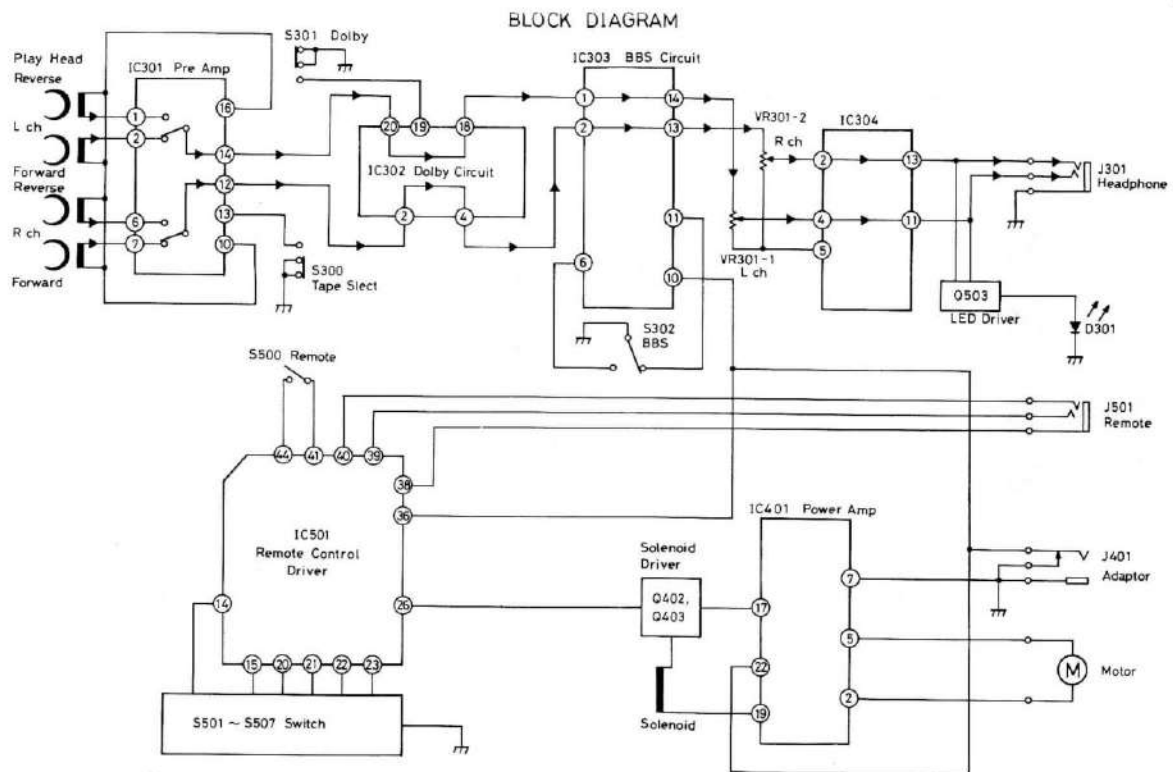 BLOCK DIAGRAM
S301 Dolby
Play Head
Reverse
IC301 Pre Amp
IC303 BBS Circuit
1
16
2
L ch
14
Forward
Reverse
12
13
6
R ch
7
10
Forward
S300
Tape Slect
20
19
18
IC302 Dolby Circuit
2
4
1
14
2
13
11
6
10
S302
BBS
VR301-2
R ch
VR301-1
L ch
IC304
2
13
4
11
5
J301
Headphone
Q503
LED Driver
D301
S500 Remote
J501
Remote
44
41
40
39
38
36
IC501
Remote Control
Driver
14
26
15
20
21
22
23
S501 ~ S507 Switch
Solenoid
Driver
Q402,
Q403
Solenoid
IC401 Power Amp
7
17
5
22
2
19
J401
Adaptor
M
Motor